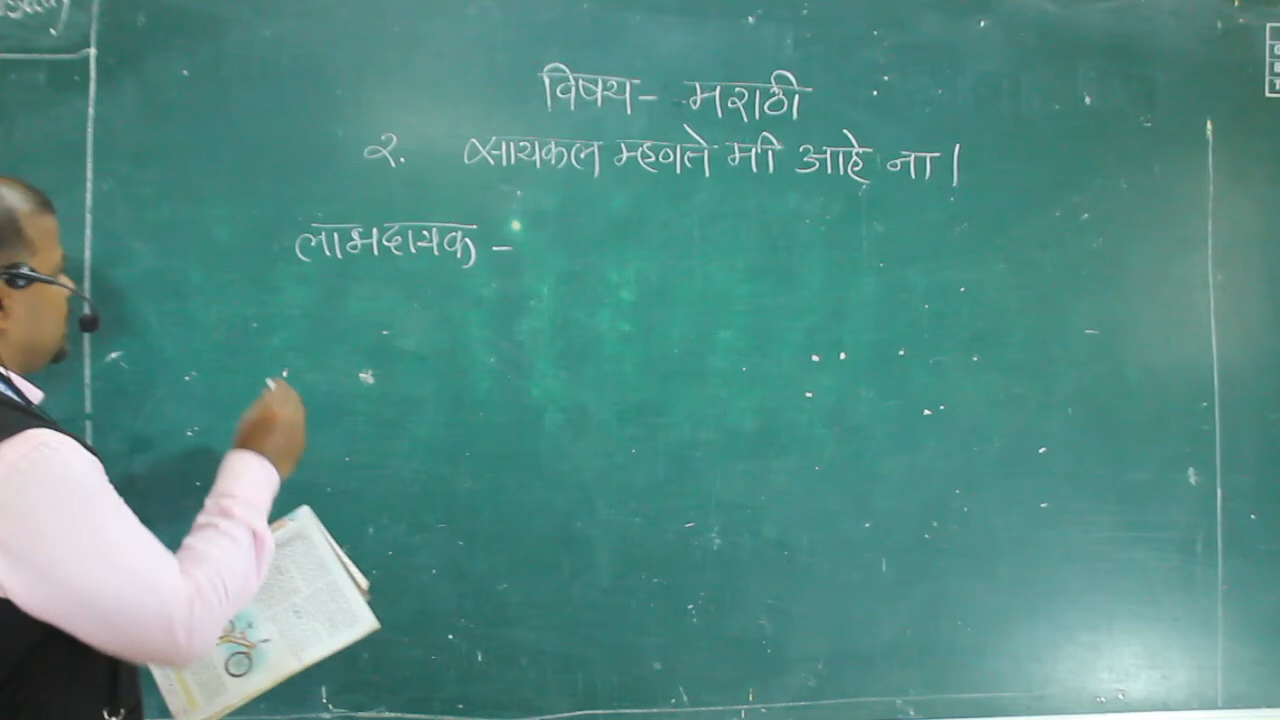 विषय- मराठी
२. सायकल म्हणते मी आहे ना!
लाभदायक -